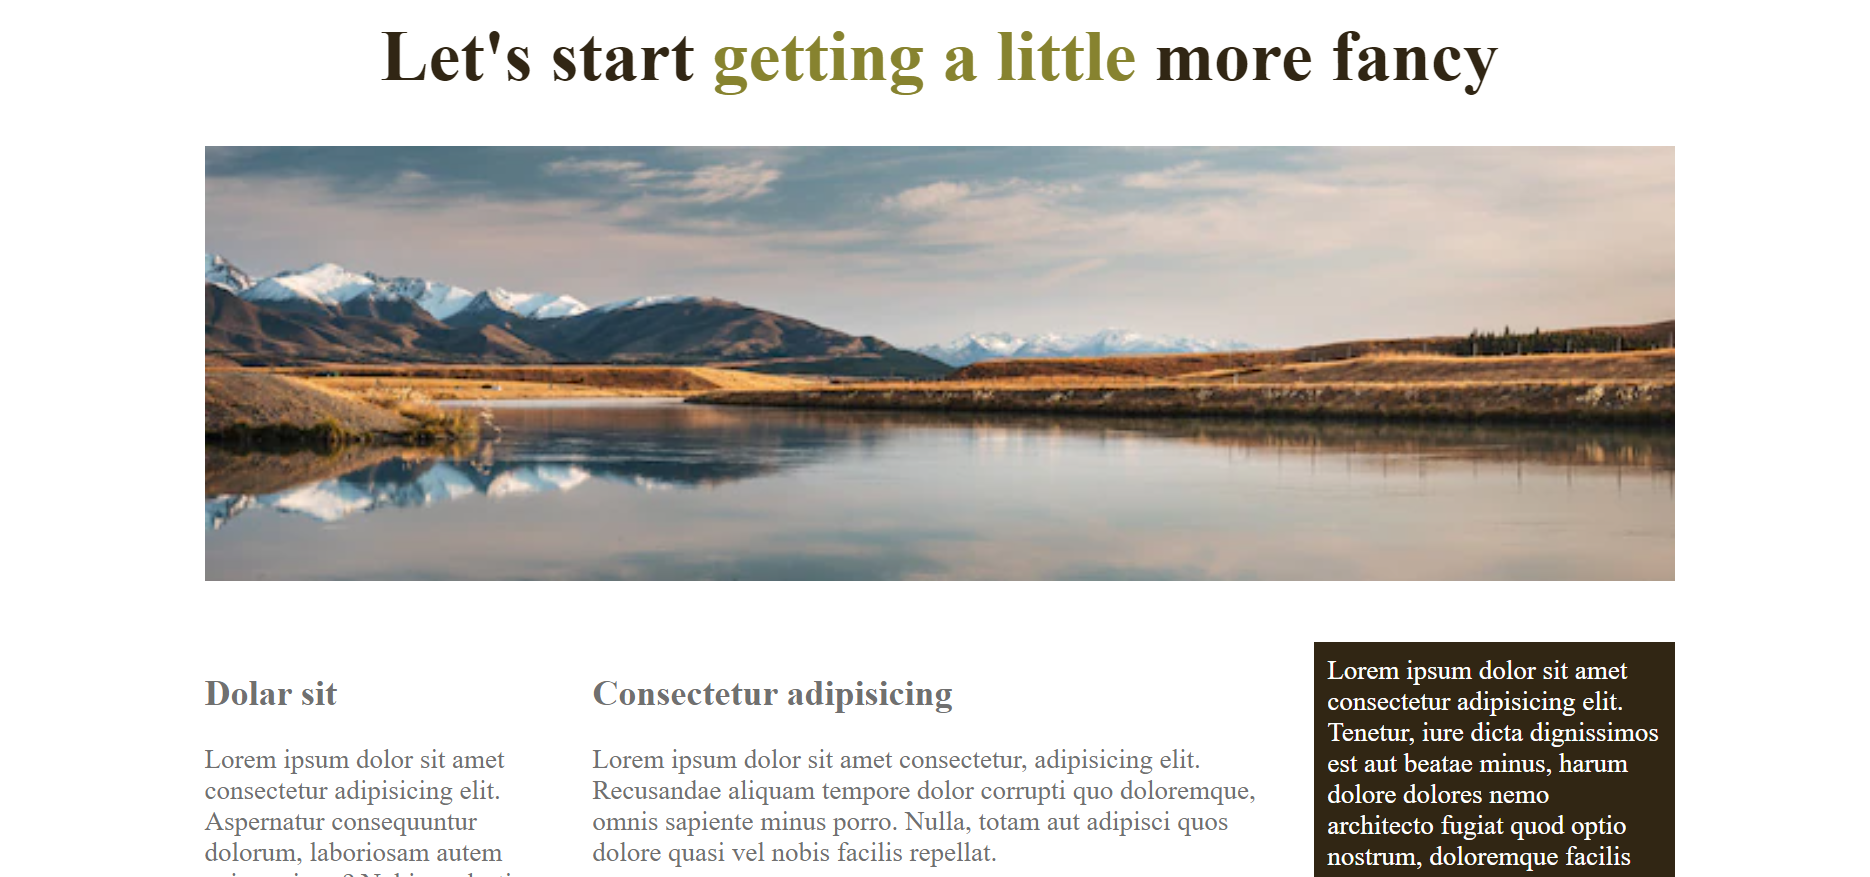 Let's start getting a little more fancy
Dolar sit
Lorem ipsum dolor sit amet
consectetur adipisicing elit.
Aspernatur consequuntur
dolorum, laboriosam autem
Consectetur adipisicing
Lorem ipsum dolor sit amet consectetur, adipisicing elit.
Recusandae aliquam tempore dolor corrupti quo doloremque,
omnis sapiente minus porro. Nulla, totam aut adipisci quos
dolore quasi vel nobis facilis repellat.
Lorem ipsum dolor sit amet
consectetur adipisicing elit.
Tenetur, iure dicta dignissimos
est aut beatae minus, harum
dolore dolores nemo
architecto fugiat quod optio
nostrum, doloremque facilis